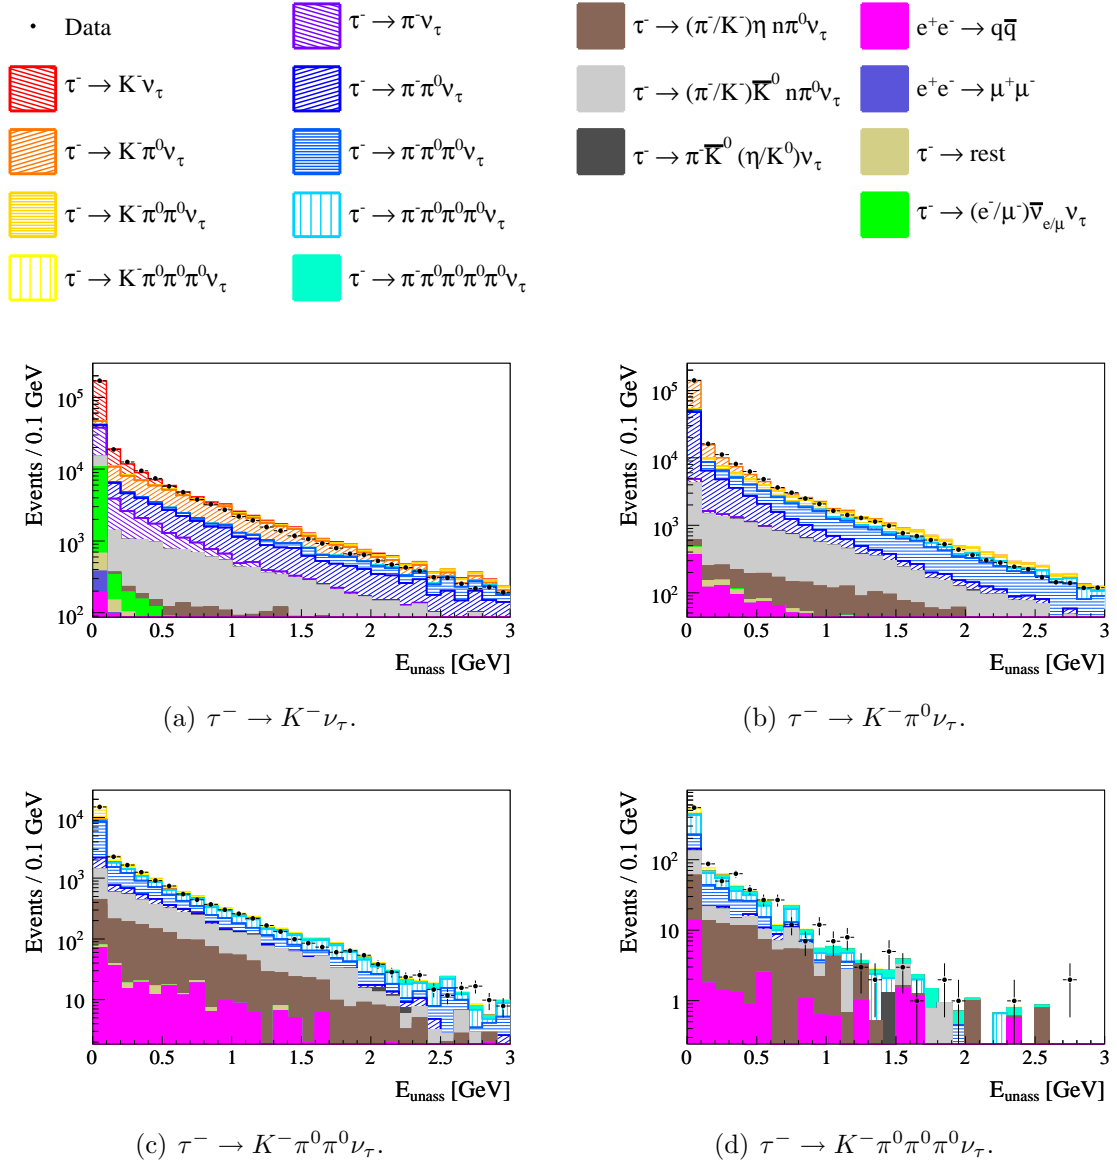 Data
τ⁻ → K⁻ν_τ
τ⁻ → K⁻π⁰ν_τ
τ⁻ → K⁻π⁰π⁰ν_τ
τ⁻ → K⁻π⁰π⁰π⁰ν_τ
τ⁻ → π⁻ν_τ
τ⁻ → π⁻π⁰ν_τ
τ⁻ → π⁻π⁰π⁰ν_τ
τ⁻ → π⁻π⁰π⁰π⁰ν_τ
τ⁻ → π⁻π⁰π⁰π⁰π⁰ν_τ
τ⁻ → (π⁻/K⁻)η nπ⁰ν_τ
τ⁻ → (π⁻/K⁻)K̅⁰ nπ⁰ν_τ
τ⁻ → π⁻K̅⁰ (η/K⁰)ν_τ
e⁺e⁻ → qq̅
e⁺e⁻ → μ⁺μ⁻
τ⁻ → rest
τ⁻ → (e⁻/μ⁻)ν̅_e/μ ν_τ
Events / 0.1 GeV
10⁵
10⁴
10³
10²
0 0.5 1 1.5 2 2.5 3
E_unass [GeV]
(a) τ⁻ → K⁻ν_τ.
Events / 0.1 GeV
10⁵
10⁴
10³
10²
0 0.5 1 1.5 2 2.5 3
E_unass [GeV]
(b) τ⁻ → K⁻π⁰ν_τ.
Events / 0.1 GeV
10⁴
10³
10²
10
0 0.5 1 1.5 2 2.5 3
E_unass [GeV]
(c) τ⁻ → K⁻π⁰π⁰ν_τ.
Events / 0.1 GeV
10²
10
1
0 0.5 1 1.5 2 2.5 3
E_unass [GeV]
(d) τ⁻ → K⁻π⁰π⁰π⁰ν_τ.